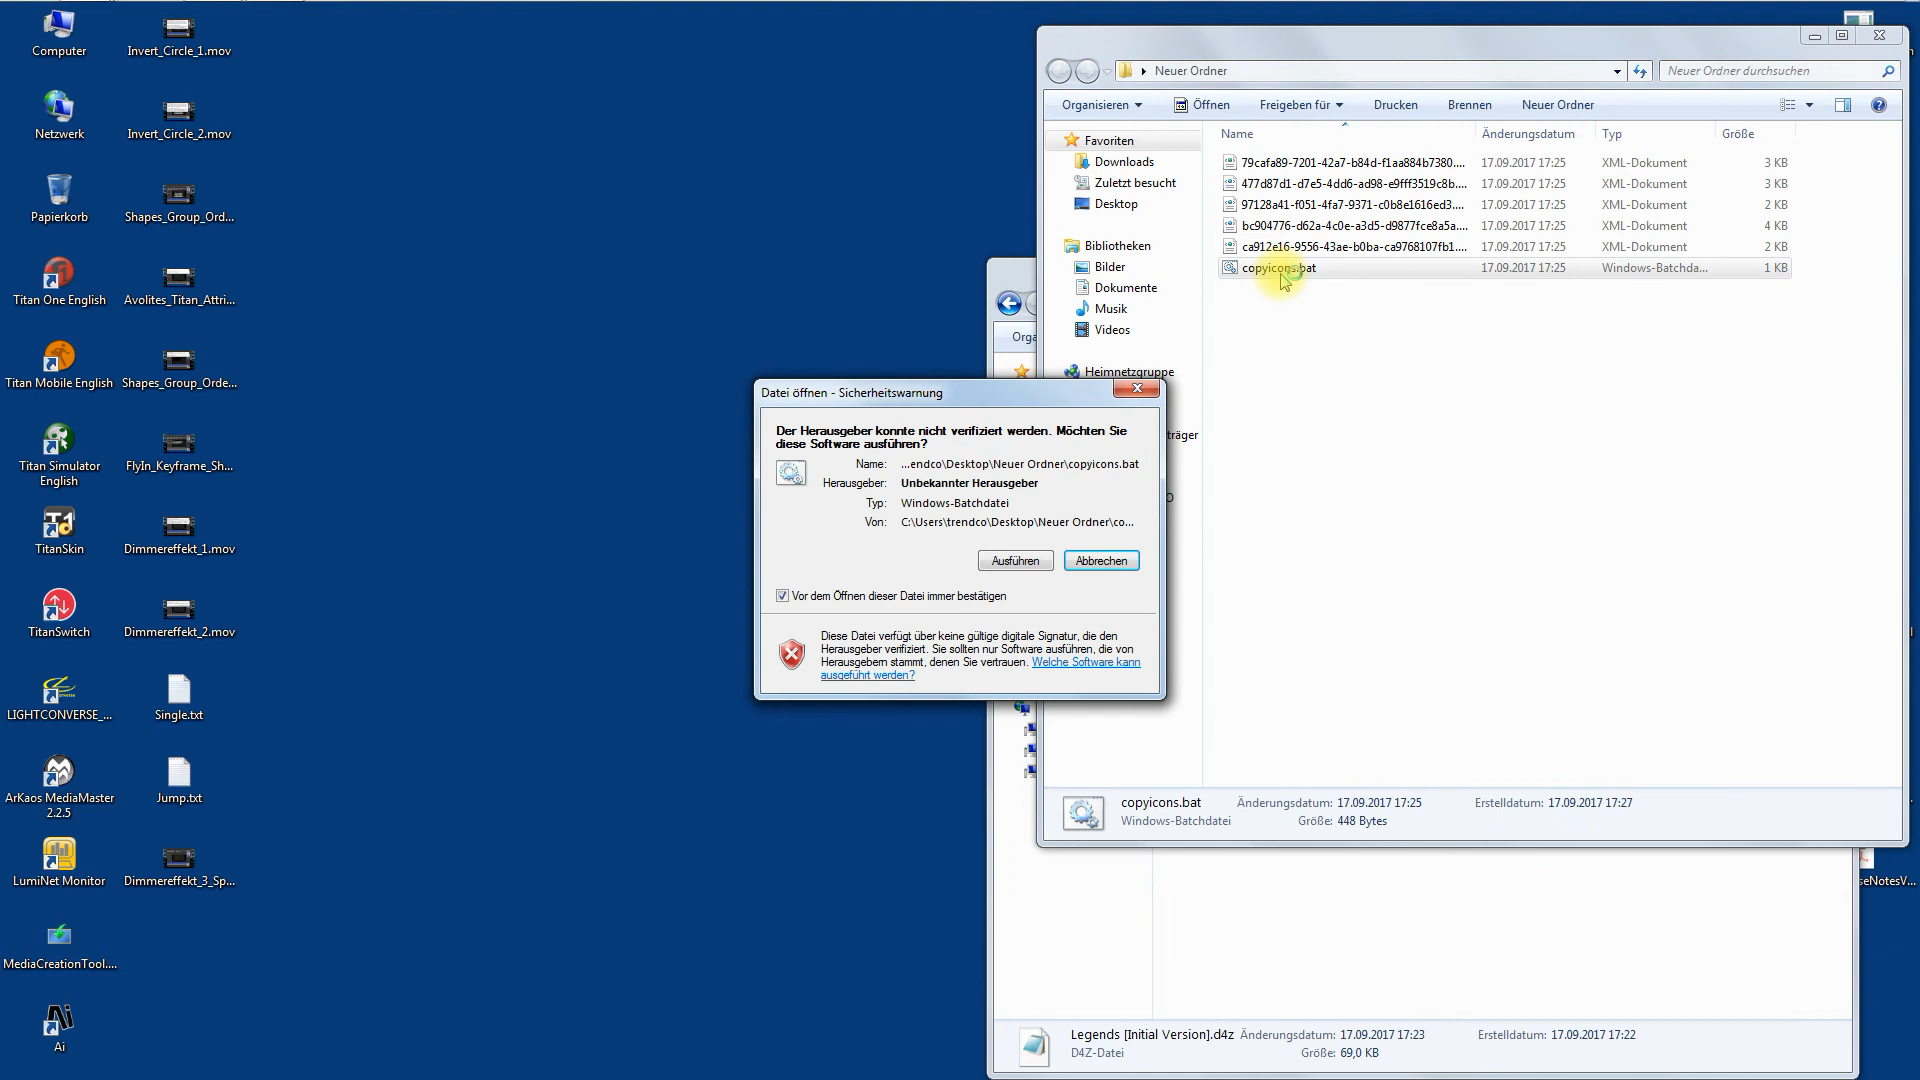 Computer
Invert_Circle_1.mov
Netzwerk
Invert_Circle_2.mov
Papierkorb
Shapes_Group_Ord...
Titan One English
Avolites_Titan_Attri...
Titan Mobile English
Shapes_Group_Orde...
Titan Simulator
English
FlyIn_Keyframe_Sh...
TitanSkin
Dimmereffekt_1.mov
TitanSwitch
Dimmereffekt_2.mov
LIGHTCONVERSE_...
Single.txt
ArKaos MediaMaster
2.2.5
Jump.txt
LumiNet Monitor
Dimmereffekt_3_Sp...
MediaCreationTool....
Ai
Neuer Ordner
Neuer Ordner durchsuchen
Organisieren
Öffnen
Freigeben für
Drucken
Brennen
Neuer Ordner
Name
Änderungsdatum
Typ
Größe
Favoriten
Downloads
Zuletzt besucht
Desktop
Bibliotheken
Bilder
Dokumente
Musik
Videos
Heimnetzgruppe
träger
79cafa89-7201-42a7-b84d-f1aa884b7380.... 17.09.2017 17:25 XML-Dokument 3 KB
477d87d1-d7e5-4dd6-ad98-e9fff3519c8b.... 17.09.2017 17:25 XML-Dokument 3 KB
97128a41-f051-4fa7-9371-c0b8e1616ed3.... 17.09.2017 17:25 XML-Dokument 2 KB
bc904776-d62a-4c0e-a3d5-d9877fce8a5a.... 17.09.2017 17:25 XML-Dokument 4 KB
ca912e16-9556-43ae-b0ba-ca9768107fb1.... 17.09.2017 17:25 XML-Dokument 2 KB
copyicons.bat 17.09.2017 17:25 Windows-Batchda... 1 KB
Orga
Datei öffnen - Sicherheitswarnung
Der Herausgeber konnte nicht verifiziert werden. Möchten Sie
diese Software ausführen?
Name: ...endco\Desktop\Neuer Ordner\copyicons.bat
Herausgeber: Unbekannter Herausgeber
Typ: Windows-Batchdatei
Von: C:\Users\trendco\Desktop\Neuer Ordner\co...
Ausführen
Abbrechen
Vor dem Öffnen dieser Datei immer bestätigen
Diese Datei verfügt über keine gültige digitale Signatur, die den
Herausgeber verifiziert. Sie sollten nur Software ausführen, die von
Herausgebern stammt, denen Sie vertrauen. Welche Software kann
ausgeführt werden?
copyicons.bat Änderungsdatum: 17.09.2017 17:25 Erstelldatum: 17.09.2017 17:27
Windows-Batchdatei Größe: 448 Bytes
seNotesV...
Legends [Initial Version].d4z Änderungsdatum: 17.09.2017 17:23 Erstelldatum: 17.09.2017 17:22
D4Z-Datei Größe: 69,0 KB